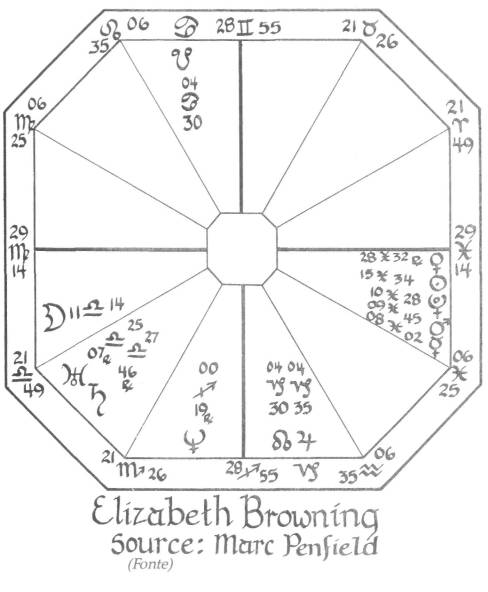 06 ♌ 35
♋
28 ♊ 55
21 ♉ 26
☋
04
♋
30
06
♍
25
21
♈
49
29
♍
14
29
♓
14
28 ♓ 32 ℞ ♀
15 ♓ 34 ☉
10 ♓ 28
09 ♓ 45 ♂
08 ♓ 02 ☿
☽ 11 ♎ 14
25 ♎ 07 ℞
27 ♎ 46 ℞
♅ ♄
21
♎
49
00
♐
19 ℞
♆
04 04
♑ ♑
30 35
☊ ♃
06
♓
25
21 ♏ 26
28 ♐ 55
♑
06
35 ♒
Elizabeth Browning
Source: Marc Penfield
(Fonte)